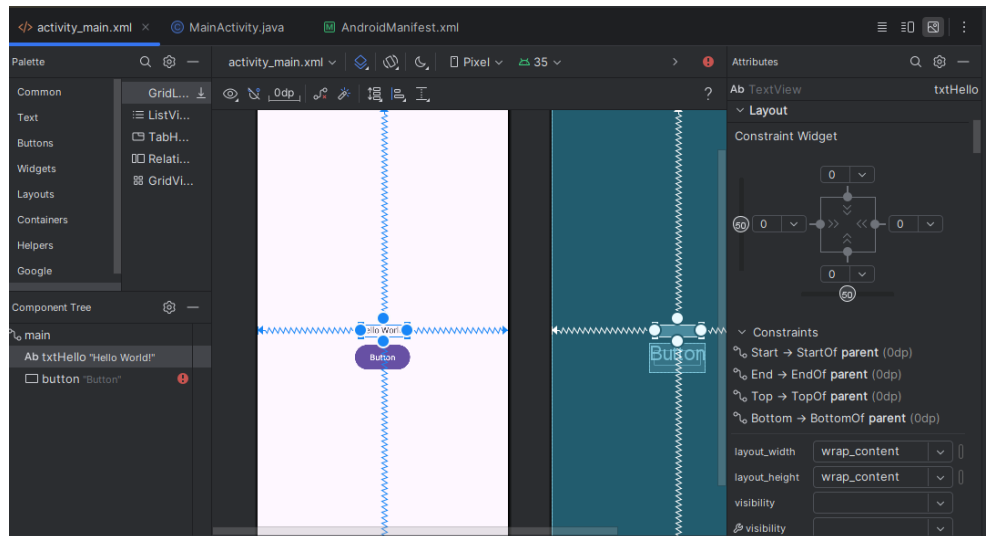 activity_main.xml
MainActivity.java
AndroidManifest.xml
Palette
activity_main.xml
Pixel
35
Attributes
Common
Text
Buttons
Widgets
Layouts
Containers
Helpers
Google
GridL...
ListVi...
TabH...
Relati...
GridVi...
0dp
?
Ab TextView
txtHello
Layout
Constraint Widget
0
50
0
0
0
50
Component Tree
main
Ab txtHello "Hello World!"
button "Button"
Button
Button
Constraints
Start → StartOf parent (0dp)
End → EndOf parent (0dp)
Top → TopOf parent (0dp)
Bottom → BottomOf parent (0dp)
layout_width
wrap_content
layout_height
wrap_content
visibility
visibility